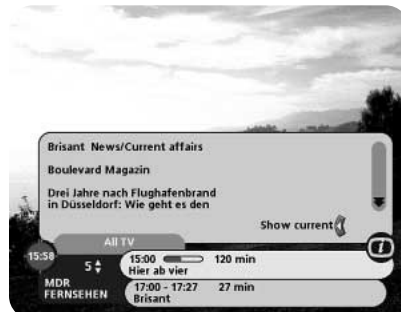 Brisant News/Current affairs
Boulevard Magazin
Drei Jahre nach Flughafenbrand
in Düsseldorf: Wie geht es den
Show current
All TV
15:58
5
MDR
FERNSEHEN
15:00 120 min
Hier ab vier
17:00 - 17:27 27 min
Brisant
i